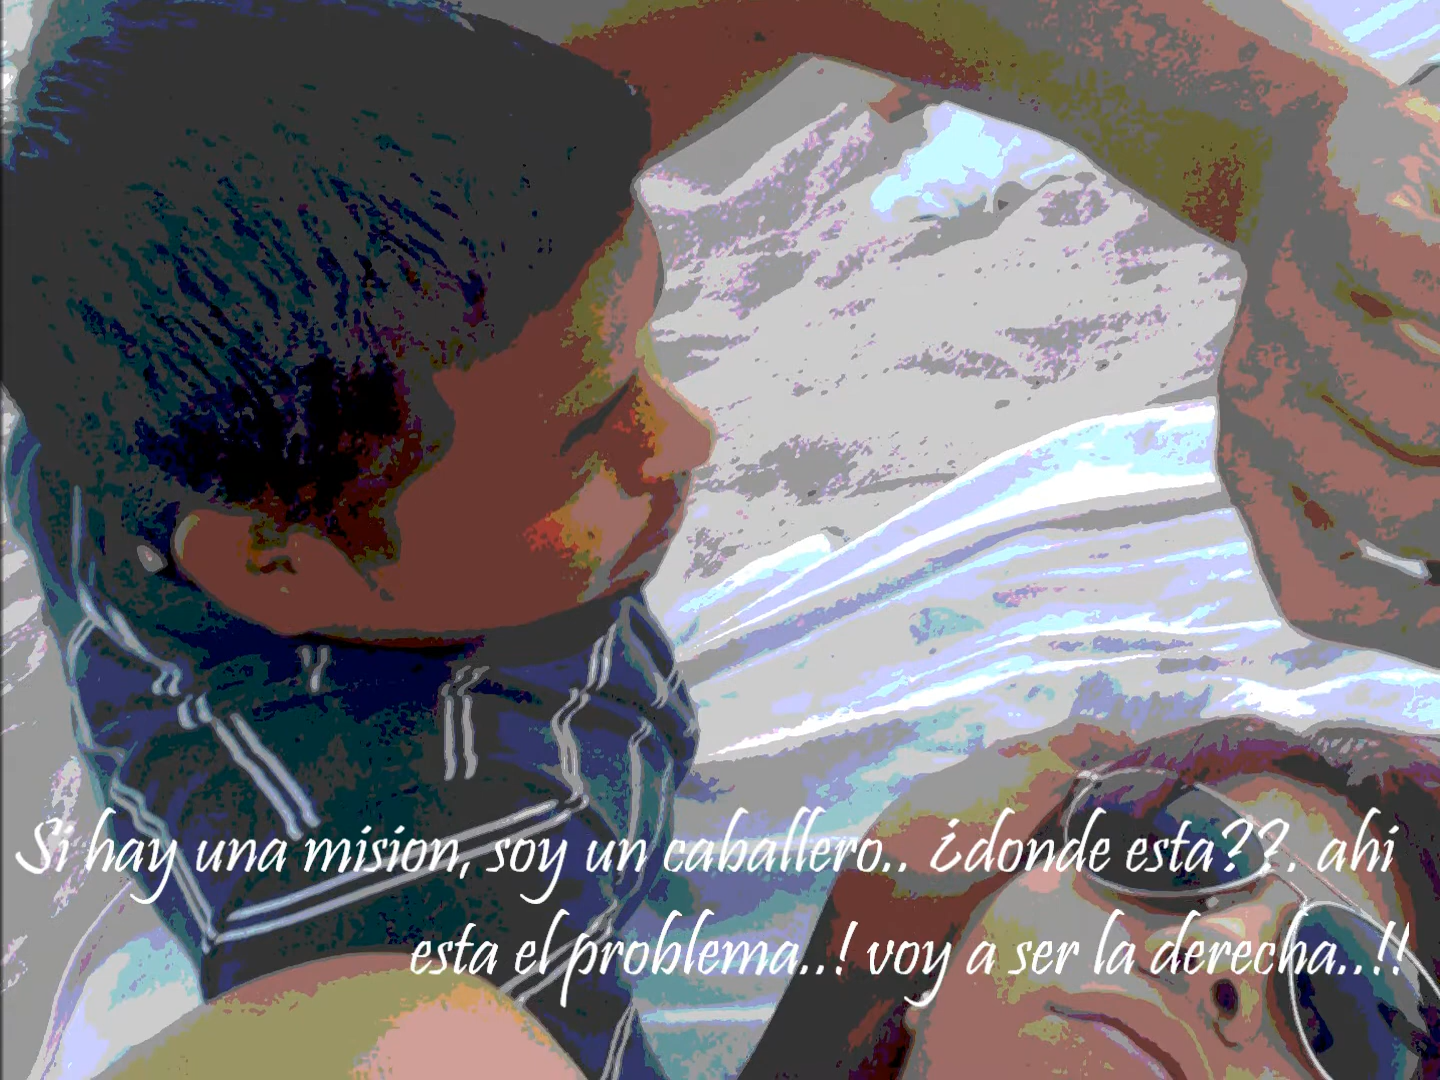 Si hay una mision, soy un caballero.. ¿donde esta??. ahi
esta el problema..! voy a ser la derecha..!!